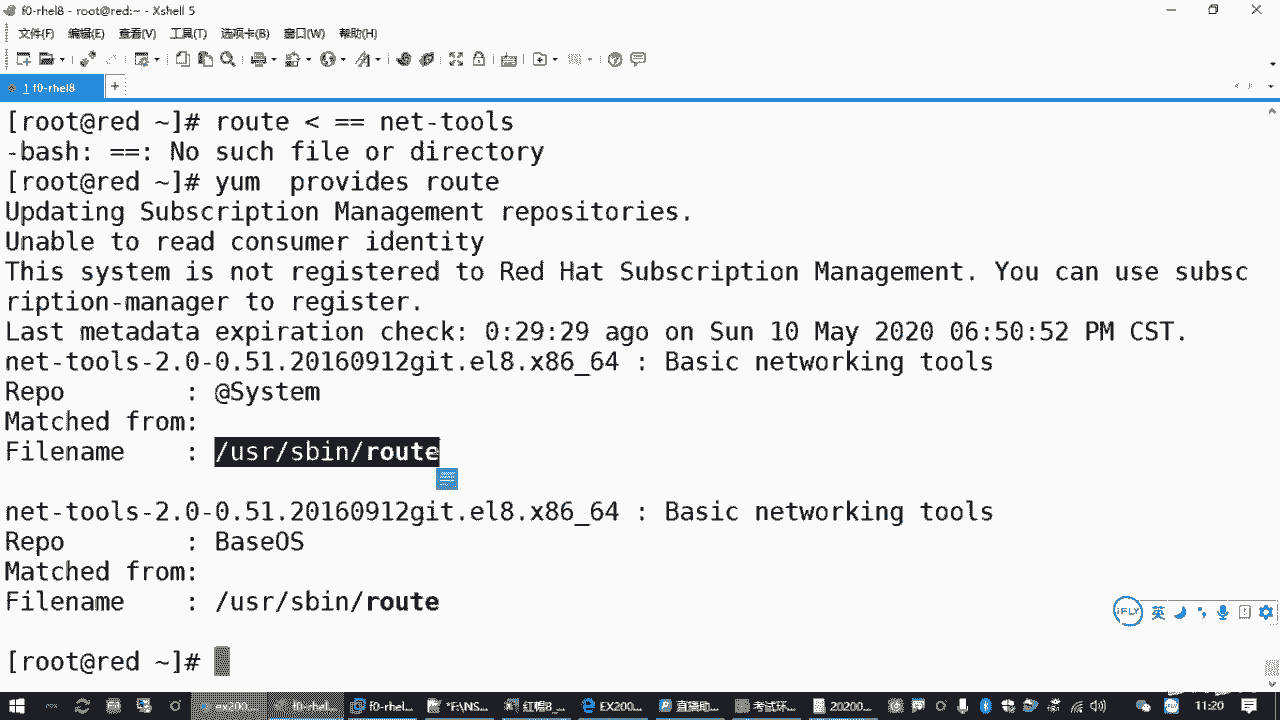 f0-rhel8 - root@red:~ - Xshell 5
文件(F) 编辑(E) 查看(V) 工具(T) 选项卡(B) 窗口(W) 帮助(H)
1 f0-rhel8
[root@red ~]# route < == net-tools
-bash: ==: No such file or directory
[root@red ~]# yum  provides route
Updating Subscription Management repositories.
Unable to read consumer identity
This system is not registered to Red Hat Subscription Management. You can use subsc
ription-manager to register.
Last metadata expiration check: 0:29:29 ago on Sun 10 May 2020 06:50:52 PM CST.
net-tools-2.0-0.51.20160912git.el8.x86_64 : Basic networking tools
Repo        : @System
Matched from:
Filename    : /usr/sbin/route
net-tools-2.0-0.51.20160912git.el8.x86_64 : Basic networking tools
Repo        : BaseOS
Matched from:
Filename    : /usr/sbin/route
[root@red ~]#
iFLY 英
ex200... f0-rhel... f0-rhel... *F:\NS... 红帽8_... EX200... 直播助... 考试环... 20200... 11:20